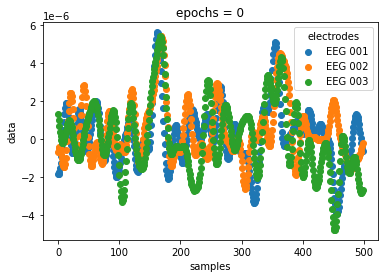 epochs = 0
1e−6
electrodes
EEG 001
EEG 002
EEG 003
6
4
2
0
−2
−4
data
0
100
200
300
400
500
samples